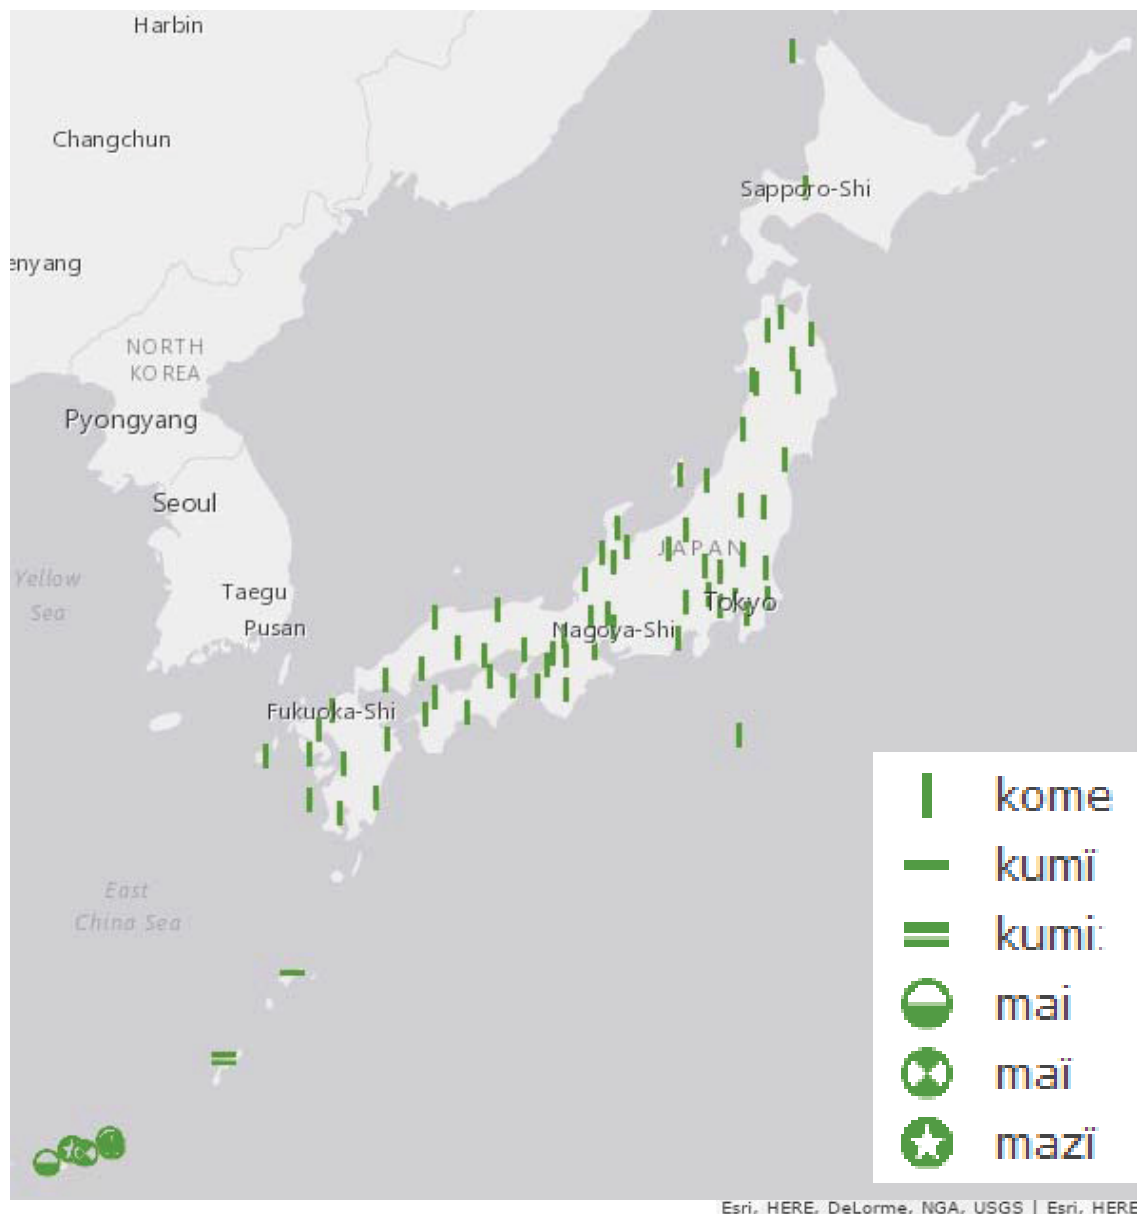 Harbin
Changchun
Sapporo-Shi
enyang
NORTH
KOREA
Pyongyang
Seoul
JAPAN
Yellow
Sea
Taegu
Tokyo
Pusan
Nagoya-Shi
Fukuoka-Shi
kome
kumï
East
China Sea
kumi:
mai
maï
mazï
Esri, HERE, DeLorme, NGA, USGS | Esri, HERE